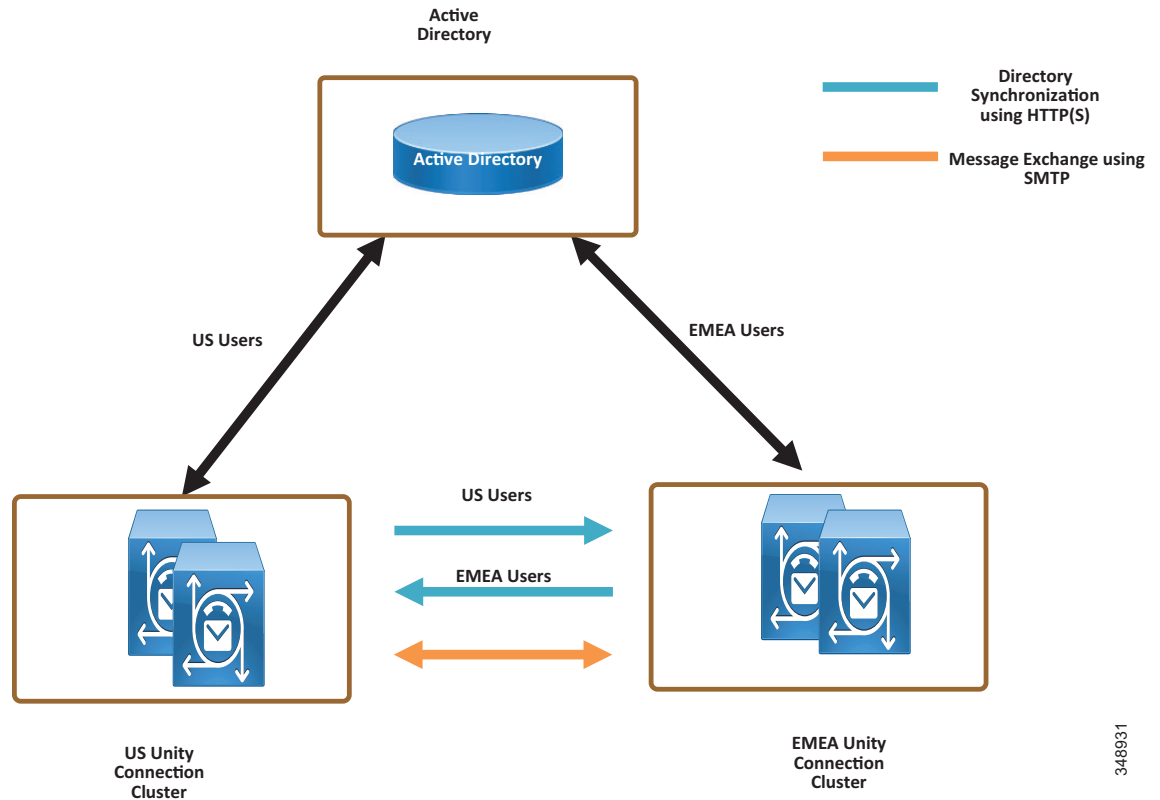 Active
Directory
Active Directory
Directory
Synchronization
using HTTP(S)
Message Exchange using
SMTP
US Users
EMEA Users
US Users
EMEA Users
US Unity
Connection
Cluster
EMEA Unity
Connection
Cluster
348931